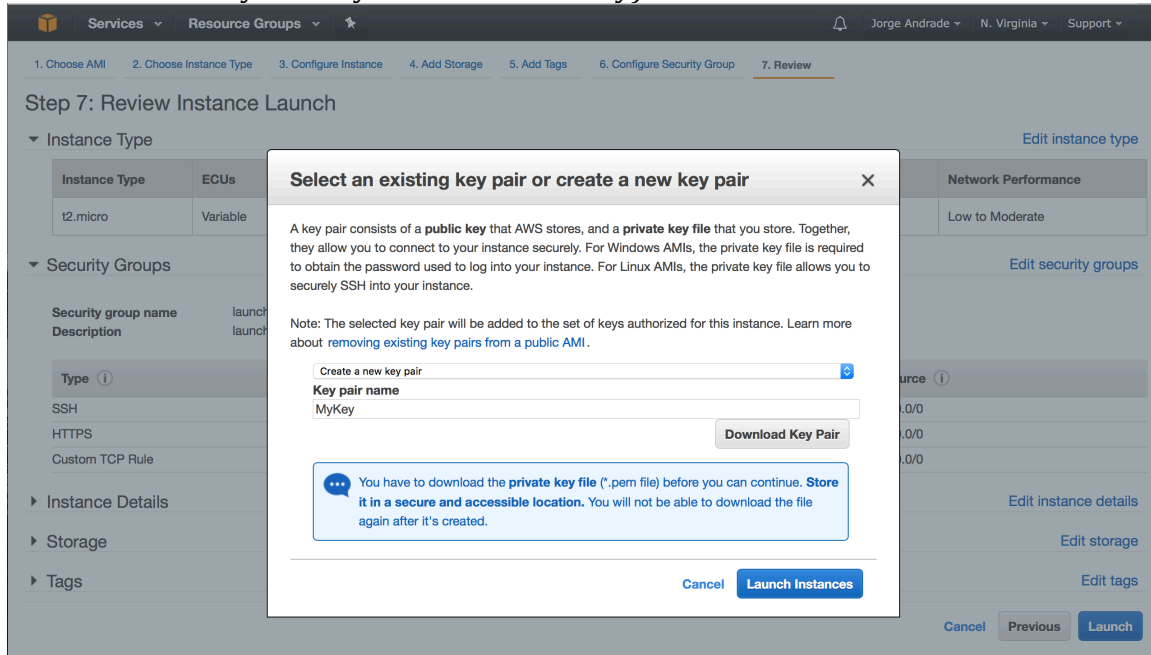 Services Resource Groups Jorge Andrade N. Virginia Support
1. Choose AMI 2. Choose Instance Type 3. Configure Instance 4. Add Storage 5. Add Tags 6. Configure Security Group 7. Review
Step 7: Review Instance Launch
Instance Type Edit instance type
Instance Type ECUs Network Performance
t2.micro Variable Low to Moderate
Security Groups Edit security groups
Security group name launch
Description launch
Type urce
SSH .0/0
HTTPS .0/0
Custom TCP Rule .0/0
Instance Details Edit instance details
Storage Edit storage
Tags Edit tags
Cancel Previous Launch
Select an existing key pair or create a new key pair
A key pair consists of a public key that AWS stores, and a private key file that you store. Together,
they allow you to connect to your instance securely. For Windows AMIs, the private key file is required
to obtain the password used to log into your instance. For Linux AMIs, the private key file allows you to
securely SSH into your instance.
Note: The selected key pair will be added to the set of keys authorized for this instance. Learn more
about removing existing key pairs from a public AMI.
Create a new key pair
Key pair name
MyKey
Download Key Pair
You have to download the private key file (*.pem file) before you can continue. Store
it in a secure and accessible location. You will not be able to download the file
again after it's created.
Cancel Launch Instances